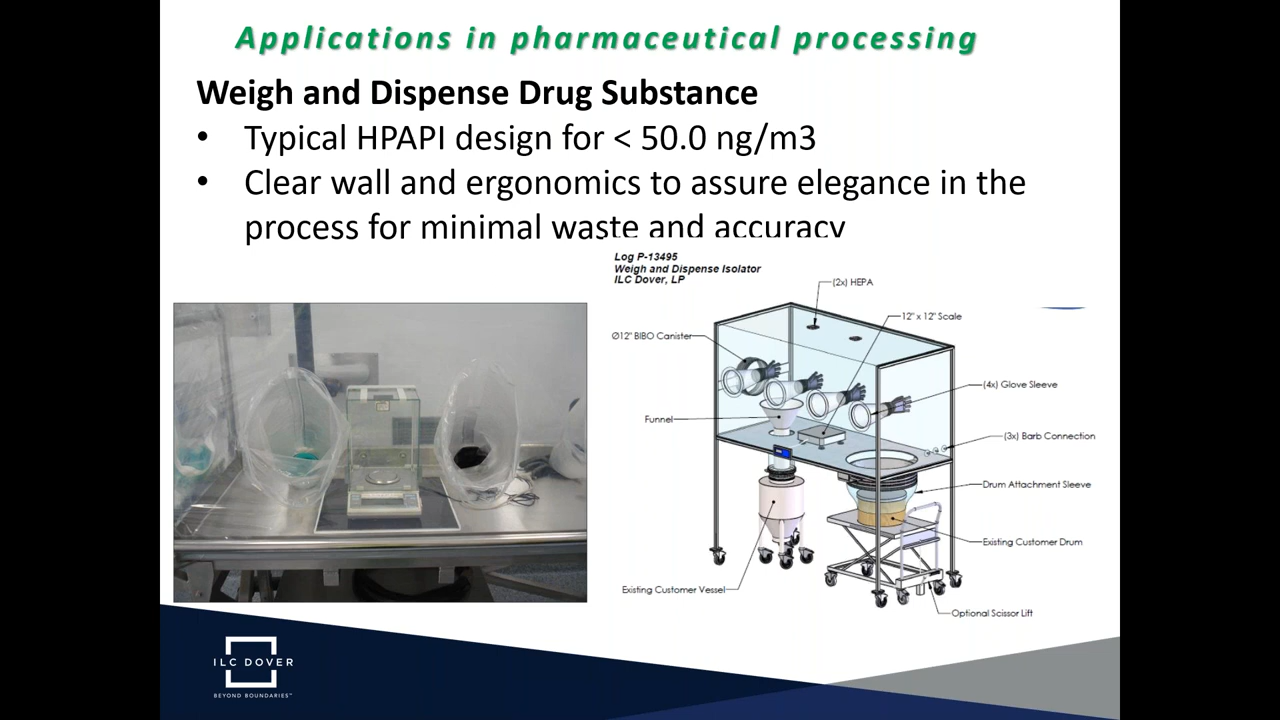 Applications in pharmaceutical processing
Weigh and Dispense Drug Substance
• Typical HPAPI design for < 50.0 ng/m3
• Clear wall and ergonomics to assure elegance in the
process for minimal waste and accuracy
Log P-13495
Weigh and Dispense Isolator
ILC Dover, LP
(2x) HEPA
12" x 12" Scale
Ø12" BIBO Canister
(4x) Glove Sleeve
Funnel
(3x) Barb Connection
Drum Attachment Sleeve
Existing Customer Drum
Existing Customer Vessel
Optional Scissor Lift
ILC DOVER
BEYOND BOUNDARIES™